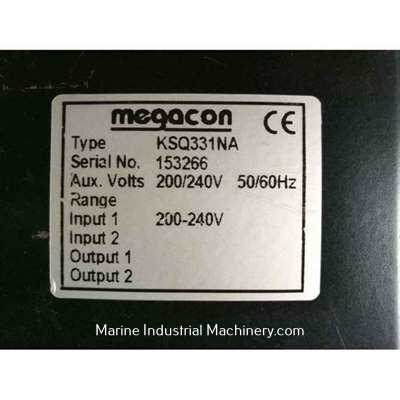 megacon CE
Type KSQ331NA
Serial No. 153266
Aux. Volts 200/240V 50/60Hz
Range
Input 1 200-240V
Input 2
Output 1
Output 2
Marine Industrial Machinery.com